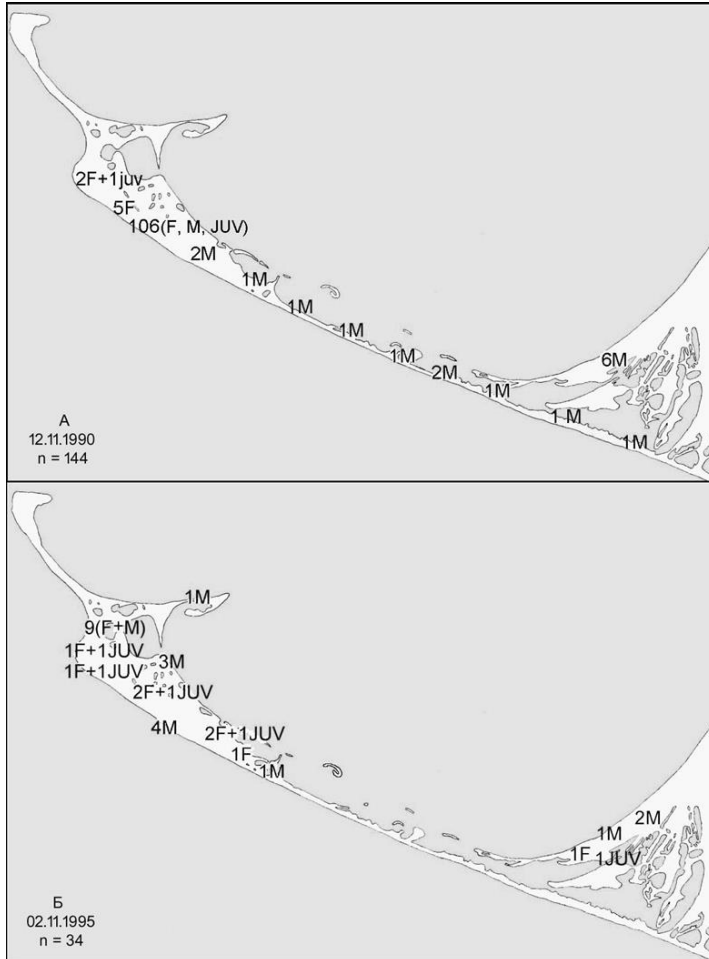 2F+1juv
5F
106(F, M, JUV)
2M
1M
1M
1M
1M
2M
1M
6M
1 M
1M
А
12.11.1990
n = 144
1M
9(F+M)
1F+1JUV
3M
1F+1JUV
2F+1JUV
4M
2F+1JUV
1F
1M
2M
1M
1F
1JUV
Б
02.11.1995
n = 34